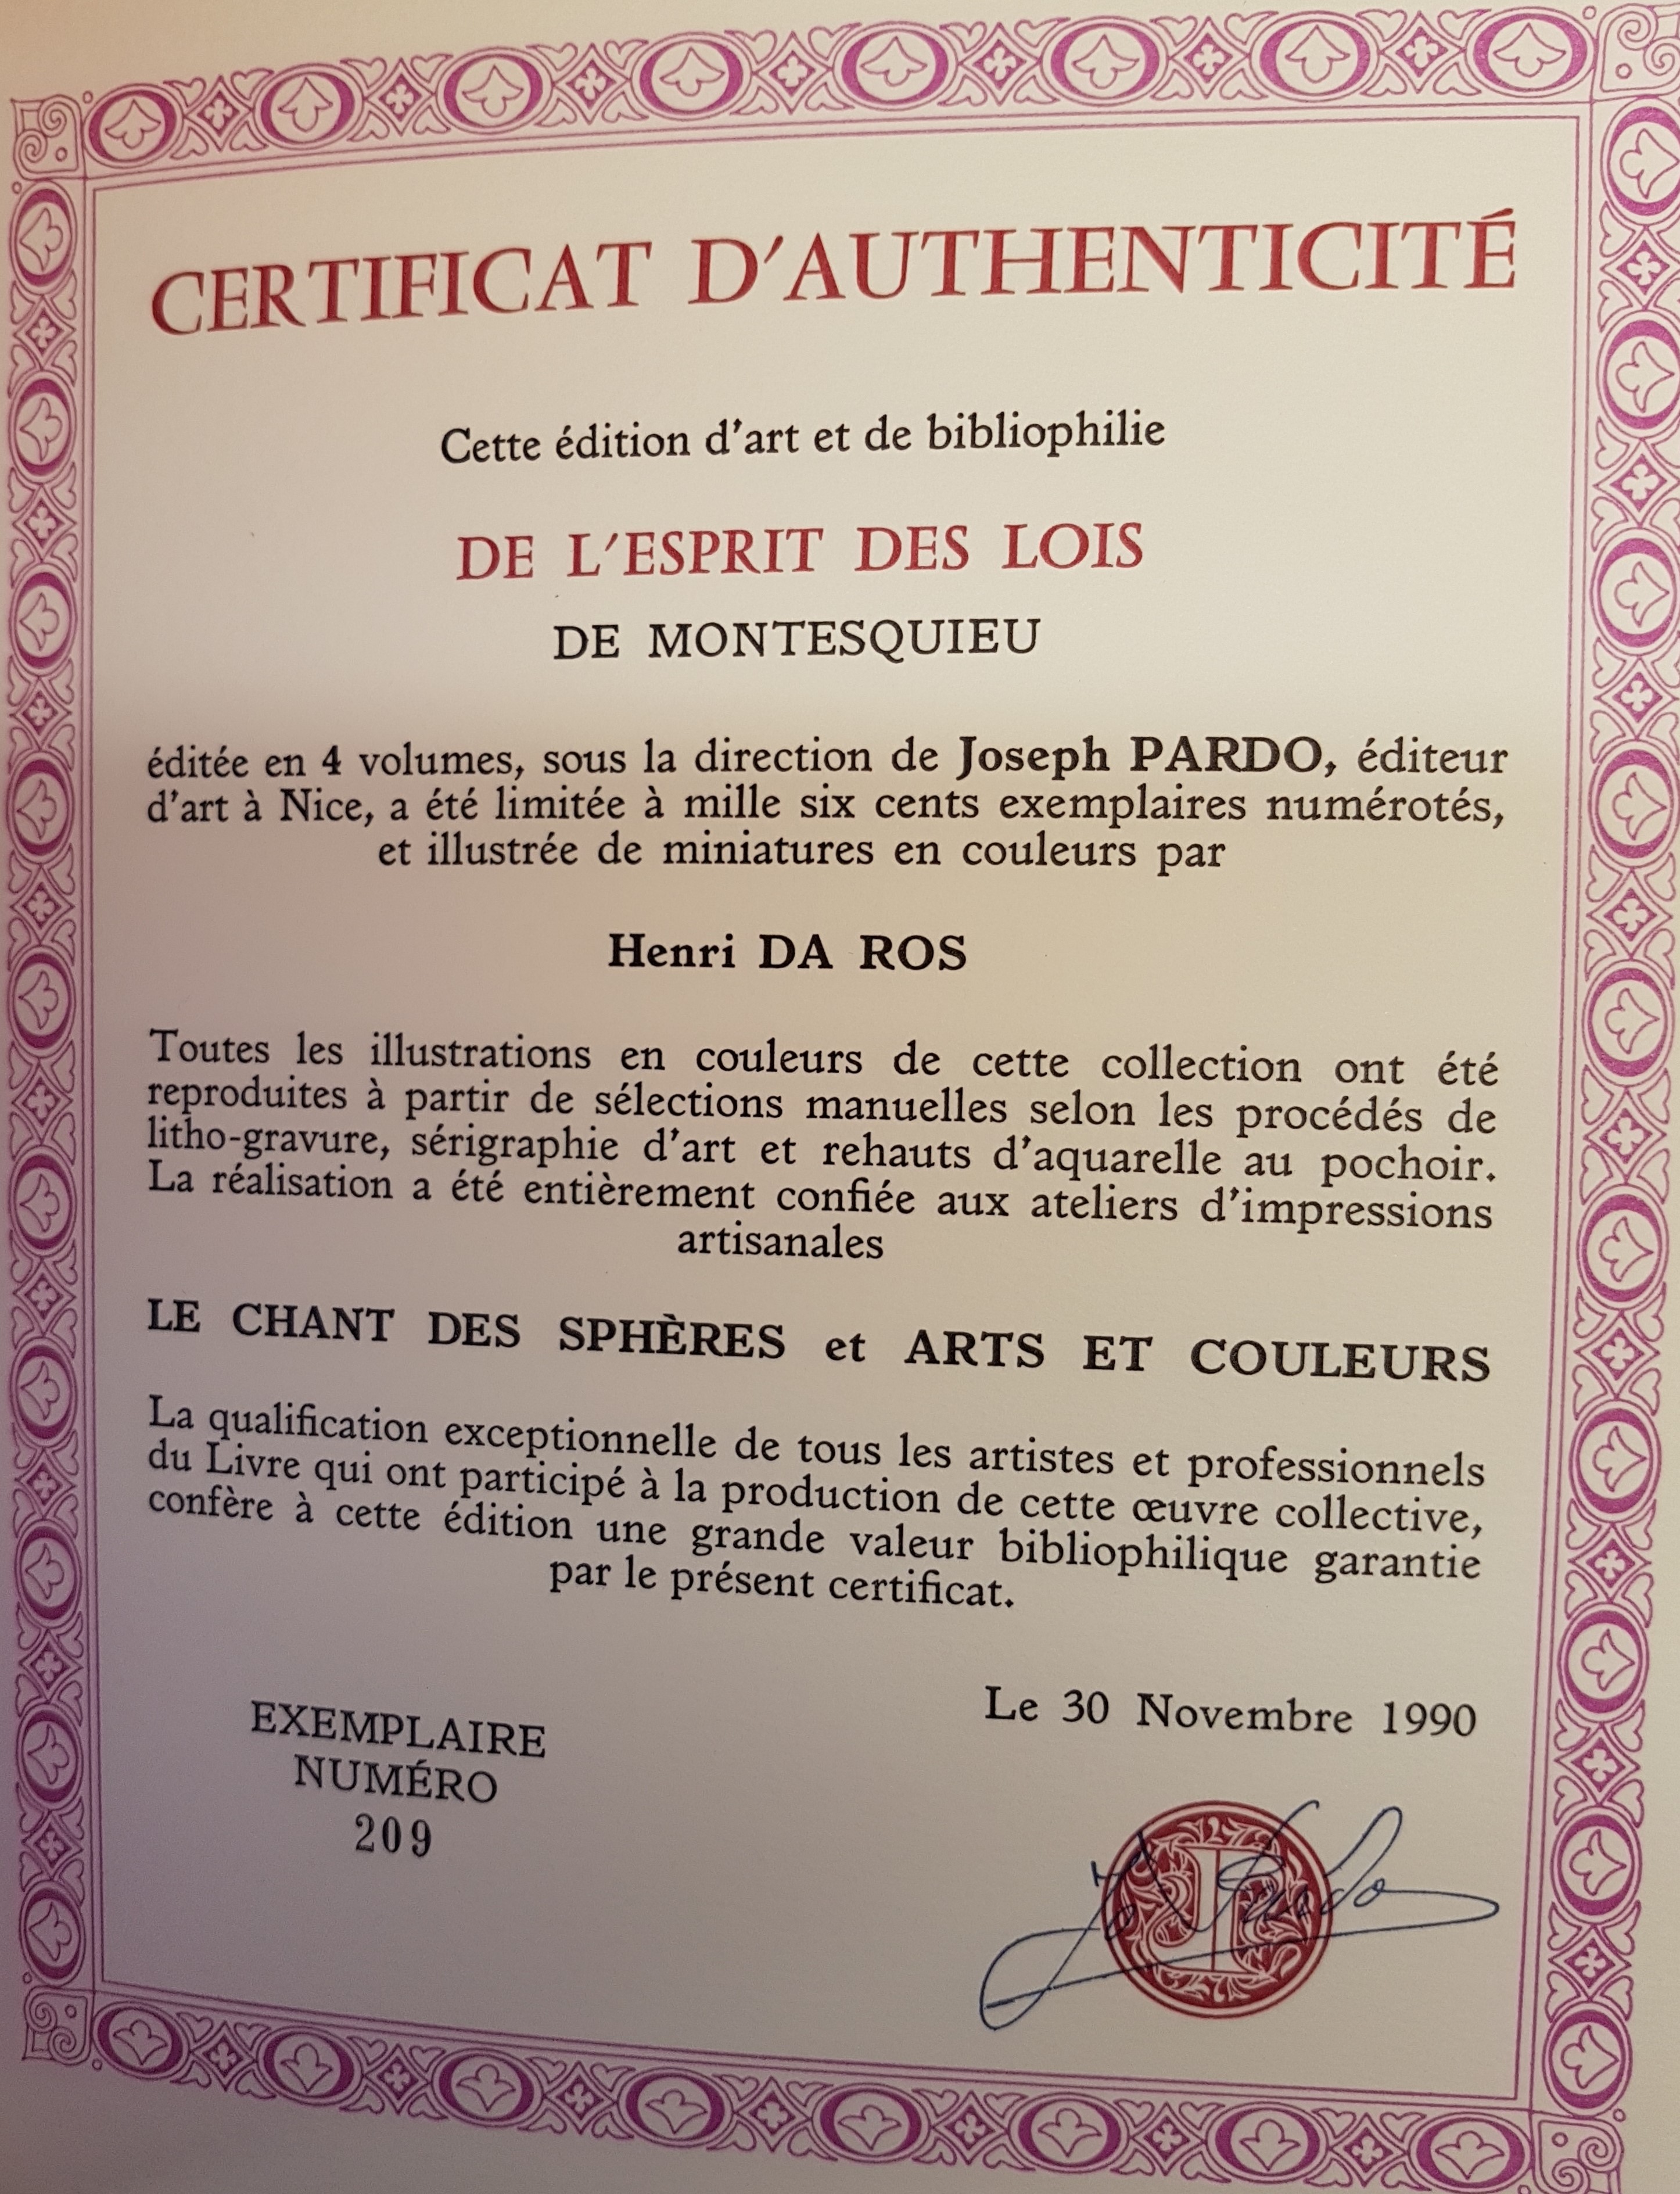 CERTIFICAT D'AUTHENTICITÉ
Cette édition d'art et de bibliophilie
DE L'ESPRIT DES LOIS
DE MONTESQUIEU
éditée en 4 volumes, sous la direction de Joseph PARDO, éditeur
d'art à Nice, a été limitée à mille six cents exemplaires numérotés,
et illustrée de miniatures en couleurs par
Henri DA ROS
Toutes les illustrations en couleurs de cette collection ont été
reproduites à partir de sélections manuelles selon les procédés de
litho-gravure, sérigraphie d'art et rehauts d'aquarelle au pochoir.
La réalisation a été entièrement confiée aux ateliers d'impressions
artisanales
LE CHANT DES SPHÈRES et ARTS ET COULEURS
La qualification exceptionnelle de tous les artistes et professionnels
du Livre qui ont participé à la production de cette œuvre collective,
confère à cette édition une grande valeur bibliophilique garantie
par le présent certificat.
Le 30 Novembre 1990
EXEMPLAIRE
NUMÉRO
209